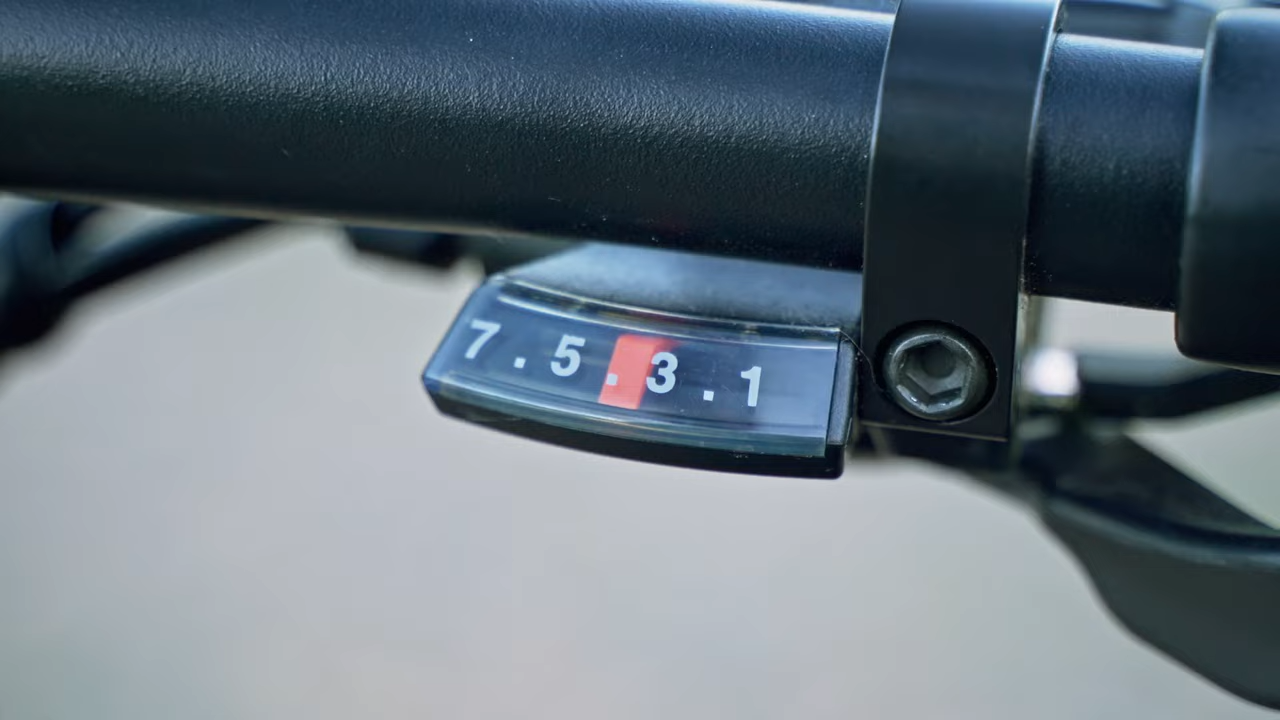 7 . 5 . 3 . 1